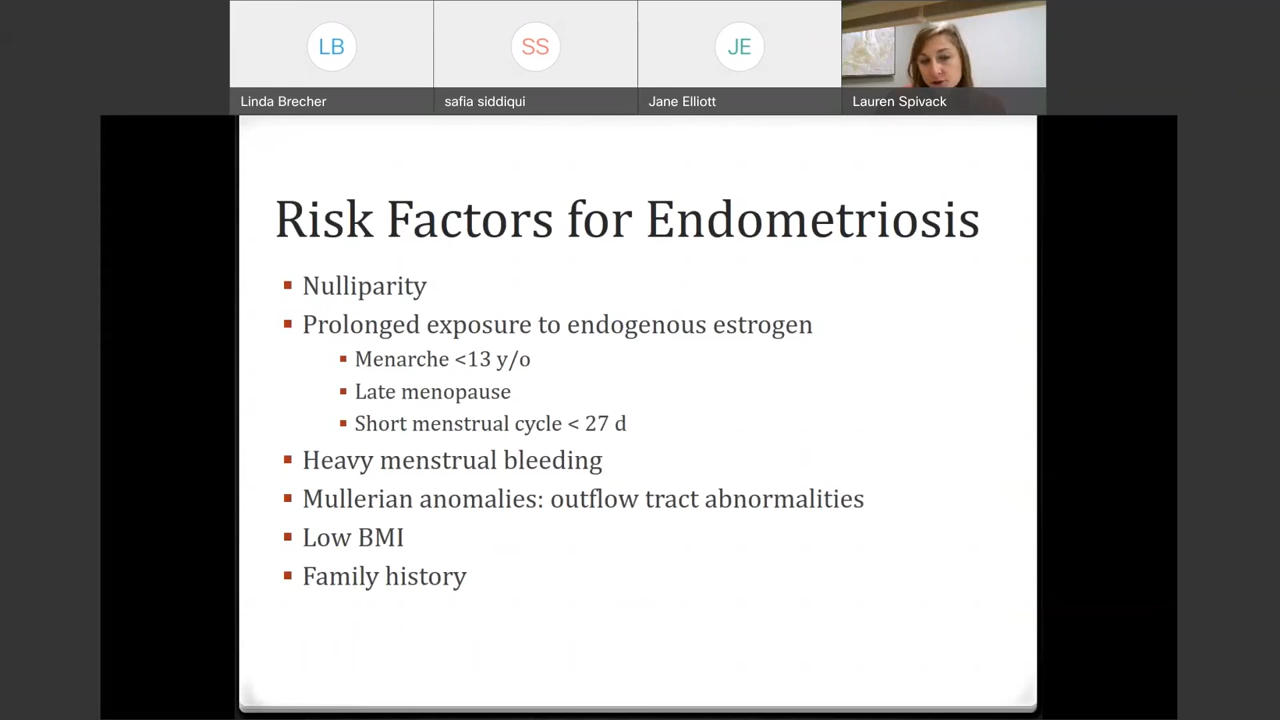 LB
SS
JE
Linda Brecher
safia siddiqui
Jane Elliott
Lauren Spivack
Risk Factors for Endometriosis
Nulliparity
Prolonged exposure to endogenous estrogen
Menarche <13 y/o
Late menopause
Short menstrual cycle < 27 d
Heavy menstrual bleeding
Mullerian anomalies: outflow tract abnormalities
Low BMI
Family history